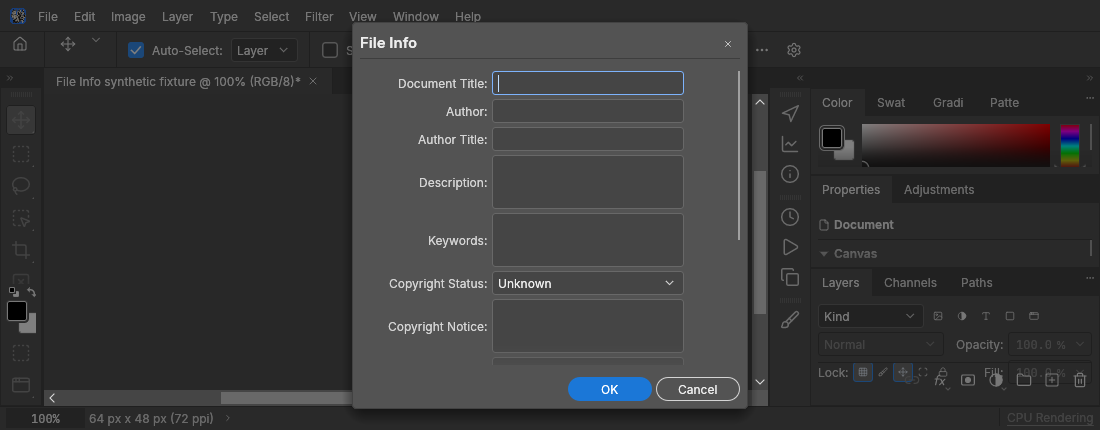 File Edit Image Layer Type Select Filter View Window Help
Auto-Select: Layer
File Info
File Info synthetic fixture @ 100% (RGB/8)*
Document Title:
Author:
Author Title:
Description:
Keywords:
Copyright Status: Unknown
Copyright Notice:
OK Cancel
Color Swat Gradi Patte
Properties Adjustments
Document
Canvas
Layers Channels Paths
Kind
Normal Opacity: 100.0 %
Lock: Fill: 100.0 %
fx
100% 64 px x 48 px (72 ppi)
CPU Rendering